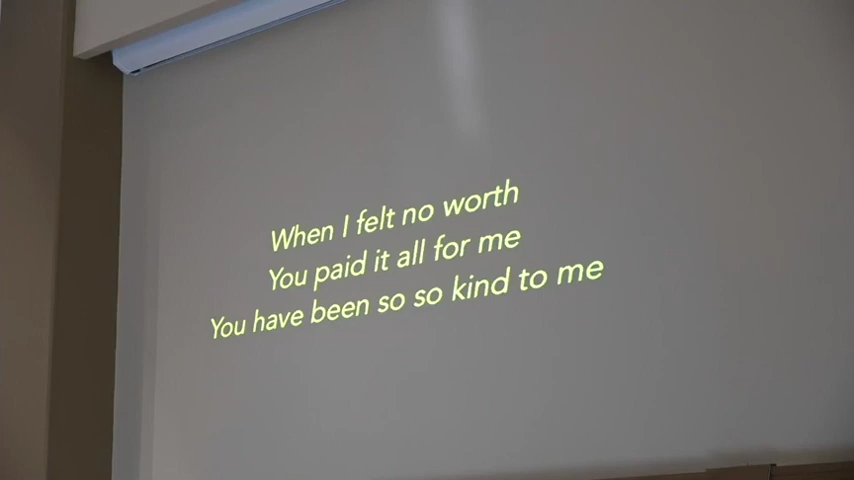 When I felt no worth
You paid it all for me
You have been so so kind to me